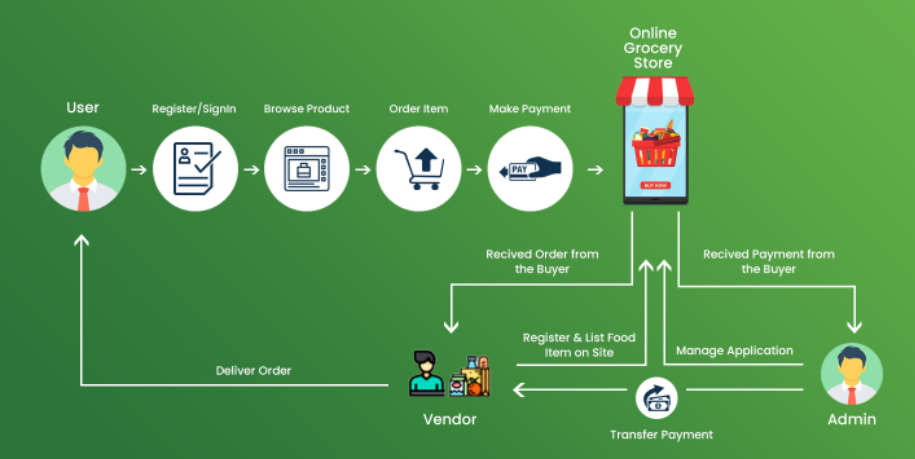 Online
Grocery
Store
User
Register/SignIn
Browse Product
Order Item
Make Payment
PAY
BUY NOW
Recived Order from
the Buyer
Recived Payment from
the Buyer
Register & List Food
Item on Site
Manage Application
Deliver Order
Vendor
Admin
Transfer Payment